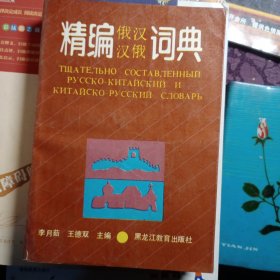 精编 俄汉 汉俄 词典
ТЩАТЕЛЬНО СОСТАВЛЕННЫЙ
РУССКО-КИТАЙСКИЙ И
КИТАЙСКО-РУССКИЙ СЛОВАРЬ
李月茹 王德双 主编 黑龙江教育出版社